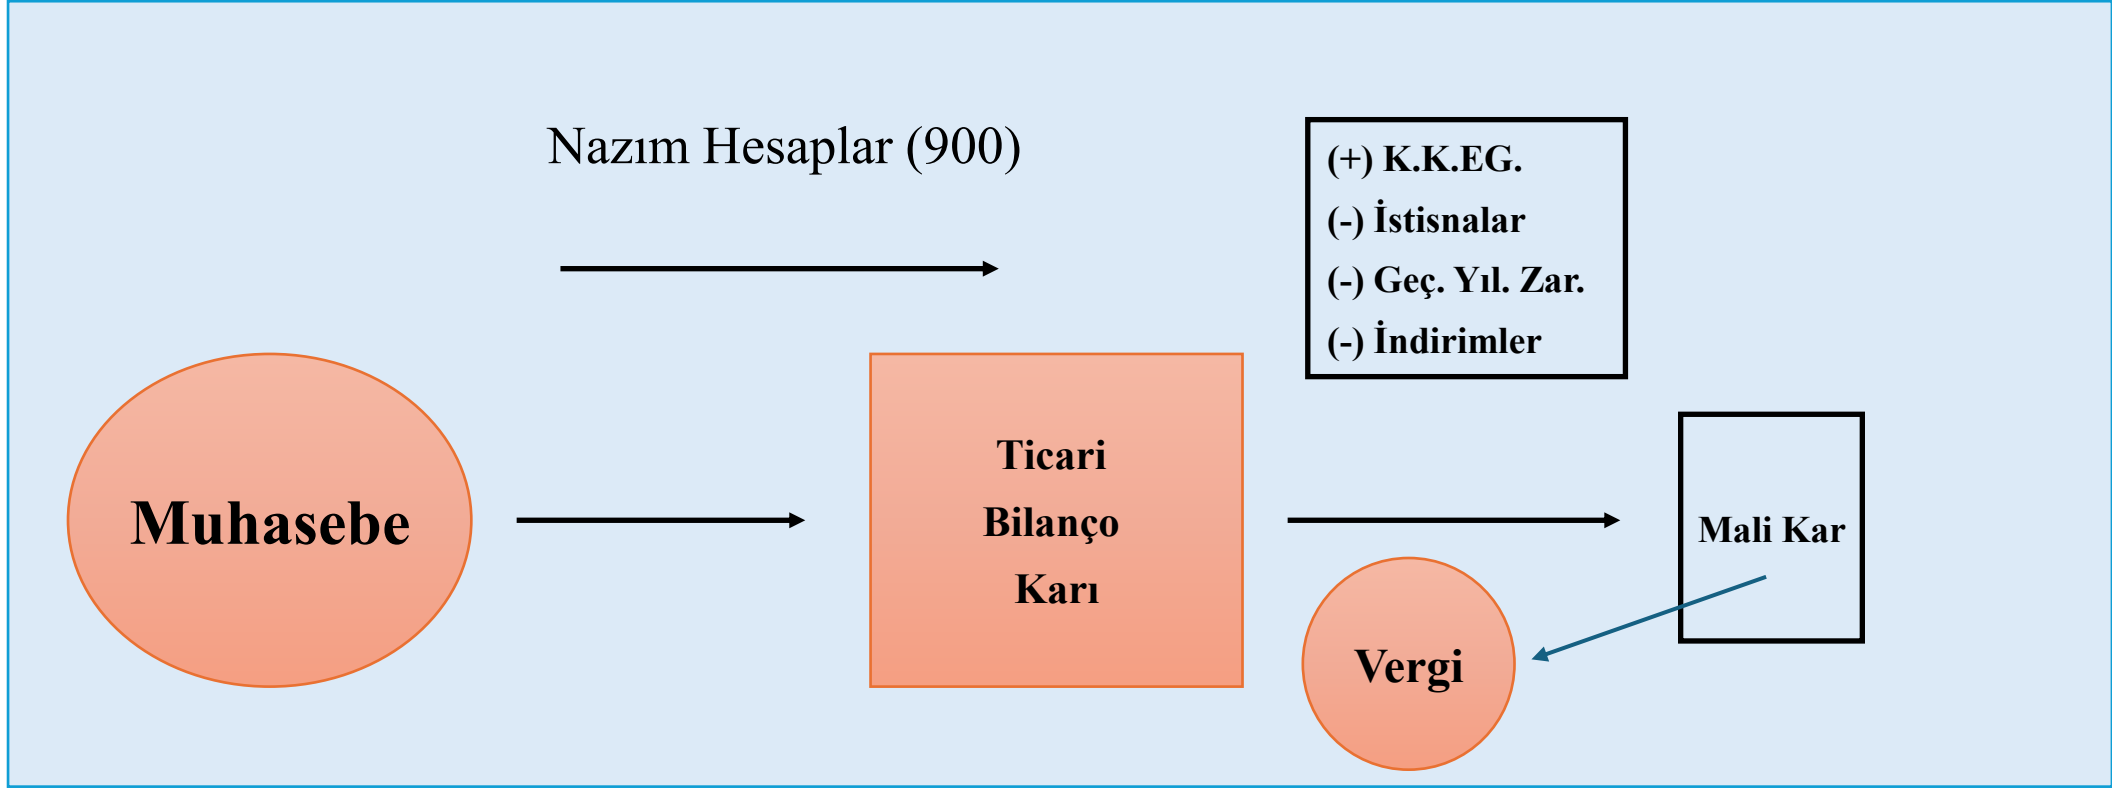 Nazım Hesaplar (900)
(+) K.K.EG.
(-) İstisnalar
(-) Geç. Yıl. Zar.
(-) İndirimler
Muhasebe
Ticari
Bilanço
Karı
Mali Kar
Vergi